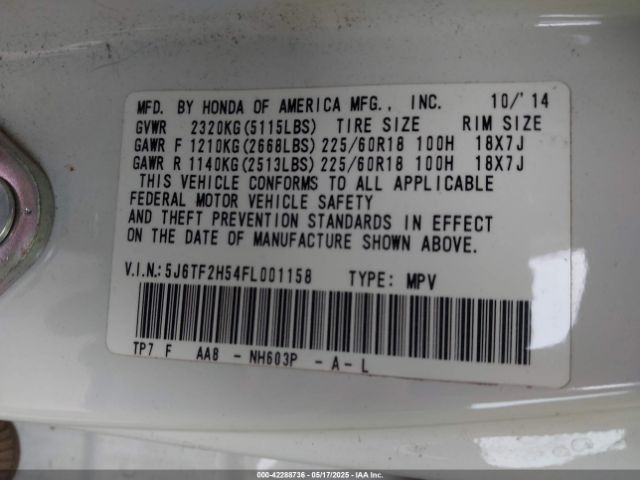 MFD. BY HONDA OF AMERICA MFG., INC. 10/'14
GVWR 2320KG(5115LBS) TIRE SIZE RIM SIZE
GAWR F 1210KG(2668LBS) 225/60R18 100H 18X7J
GAWR R 1140KG(2513LBS) 225/60R18 100H 18X7J
THIS VEHICLE CONFORMS TO ALL APPLICABLE
FEDERAL MOTOR VEHICLE SAFETY
AND THEFT PREVENTION STANDARDS IN EFFECT
ON THE DATE OF MANUFACTURE SHOWN ABOVE.
V.I.N.: 5J6TF2H54FL001158 TYPE: MPV
TP7 F AA8 - NH603P - A - L
000-42288736 - 05/17/2025 - IAA Inc.